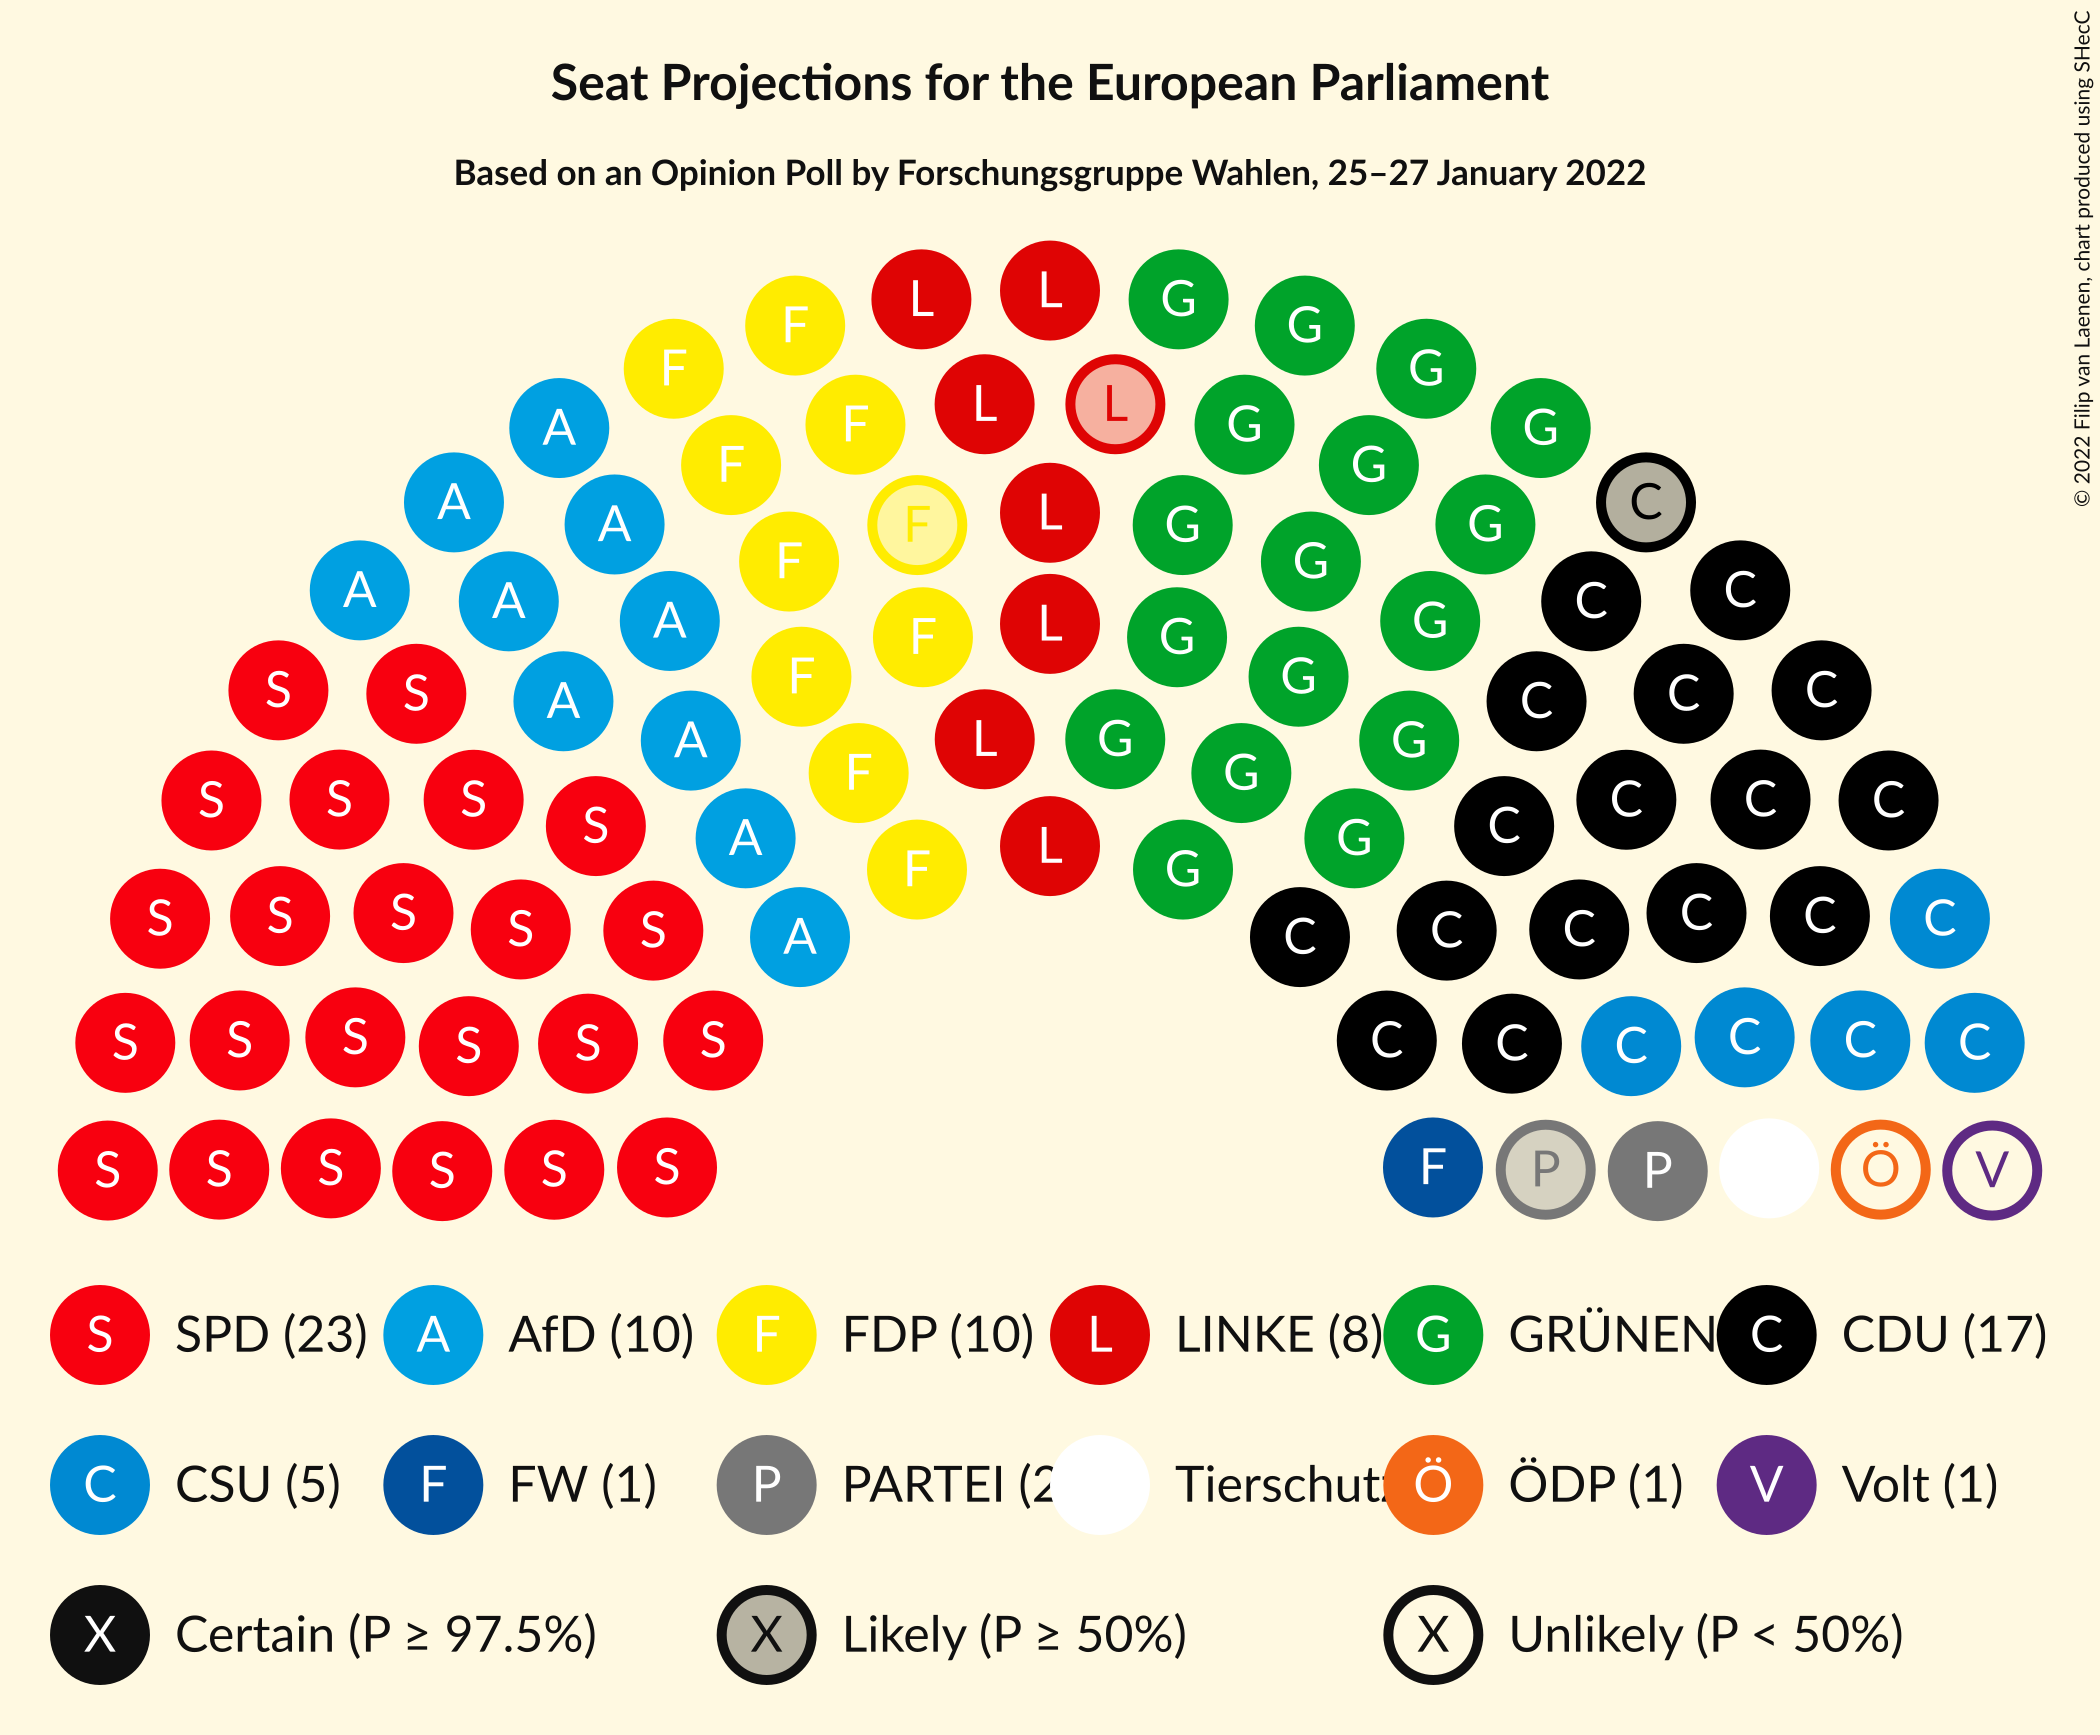 Seat Projections for the European Parliament
Based on an Opinion Poll by Forschungsgruppe Wahlen, 25–27 January 2022
© 2022 Filip van Laenen, chart produced using SHecC
L L G G
F F L L G G G
A F F F L G G G G C
A A A F F L G G G G C C
A A A F F L G G G C C C
S S A A F L G G G C C C C
S S S S A A F L G G C C C C C
S S S S S A C C C C C C
S S S S S S C C C C C C
S S S S S S F P P Ö V
S SPD (23) A AfD (10) F FDP (10) L LINKE (8) G GRÜNEN C CDU (17)
C CSU (5) F FW (1) P PARTEI (2 Tierschutz Ö ÖDP (1) V Volt (1)
X Certain (P ≥ 97.5%) X Likely (P ≥ 50%) X Unlikely (P < 50%)